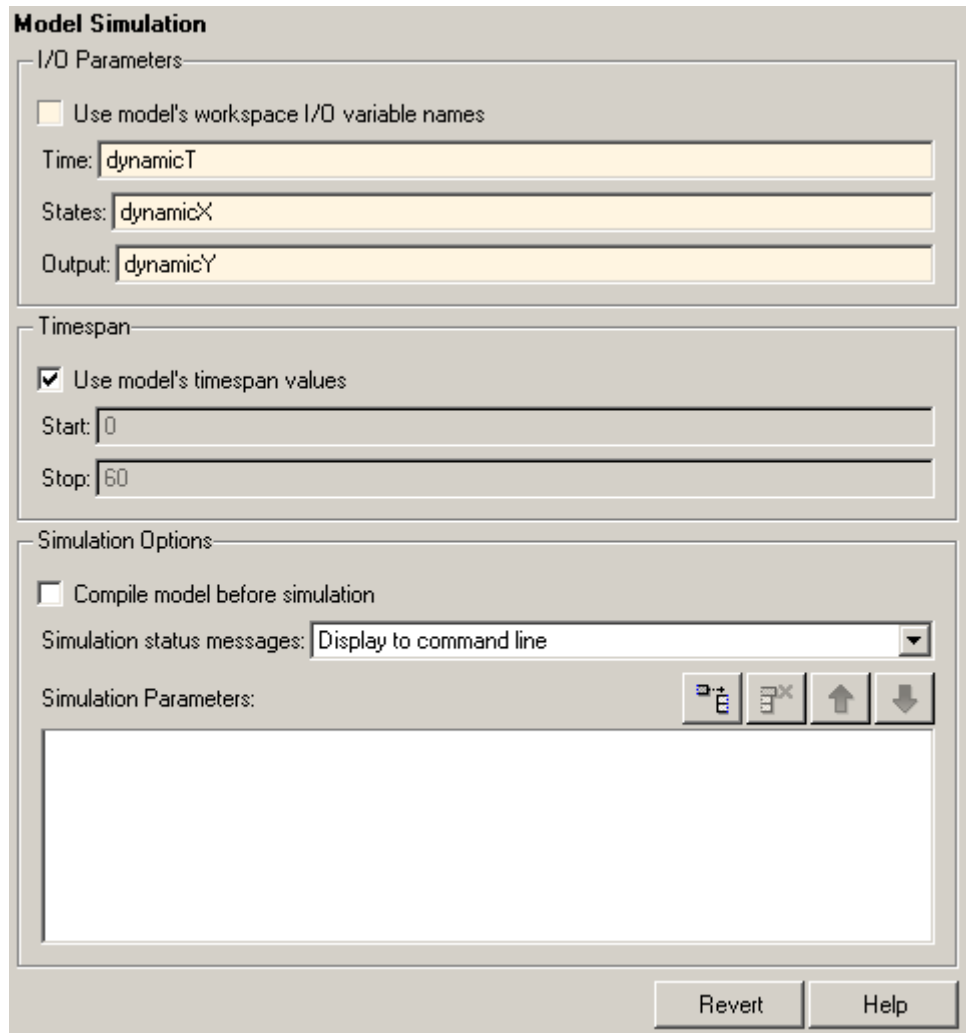 Model Simulation
I/O Parameters
Use model's workspace I/O variable names
Time: dynamicT
States: dynamicX
Output: dynamicY
Timespan
Use model's timespan values
Start: 0
Stop: 60
Simulation Options
Compile model before simulation
Simulation status messages: Display to command line
Simulation Parameters:
Revert Help